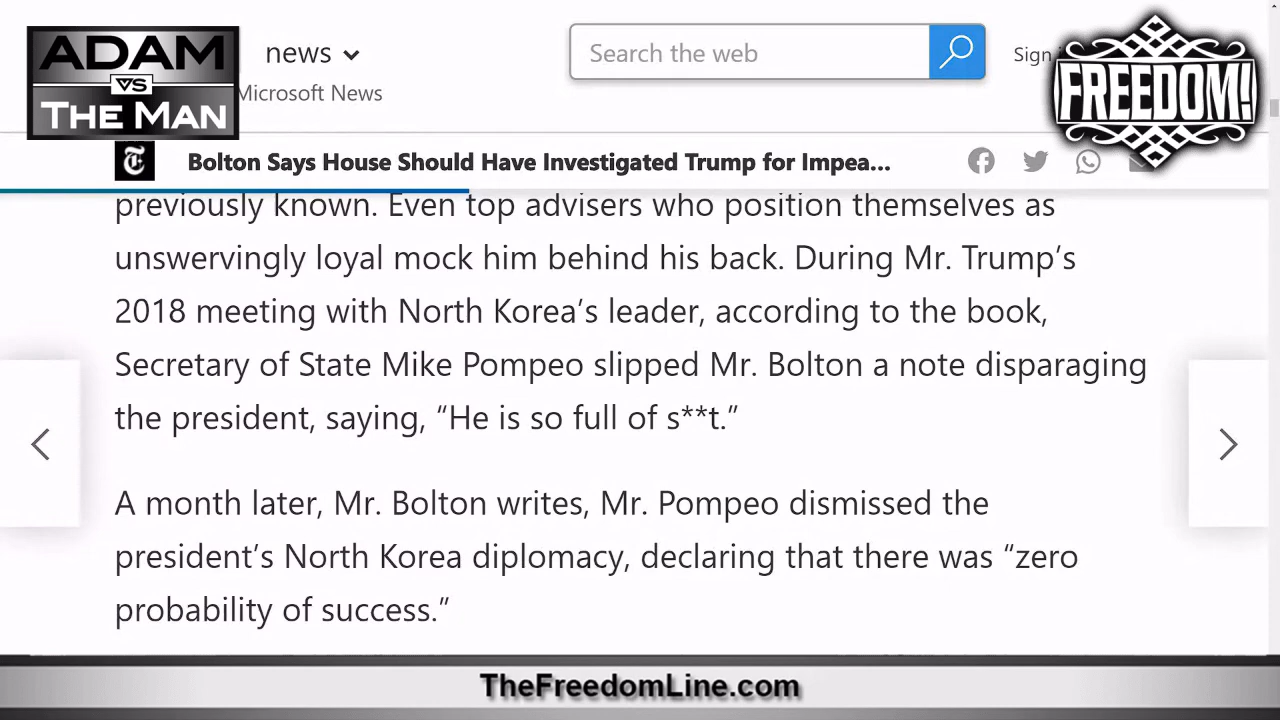 ADAM
VS
THE MAN
news
Microsoft News
Search the web
Sign
FREEDOM!
Bolton Says House Should Have Investigated Trump for Impea...
previously known. Even top advisers who position themselves as
unswervingly loyal mock him behind his back. During Mr. Trump’s
2018 meeting with North Korea’s leader, according to the book,
Secretary of State Mike Pompeo slipped Mr. Bolton a note disparaging
the president, saying, “He is so full of s**t.”
A month later, Mr. Bolton writes, Mr. Pompeo dismissed the
president’s North Korea diplomacy, declaring that there was “zero
probability of success.”
TheFreedomLine.com